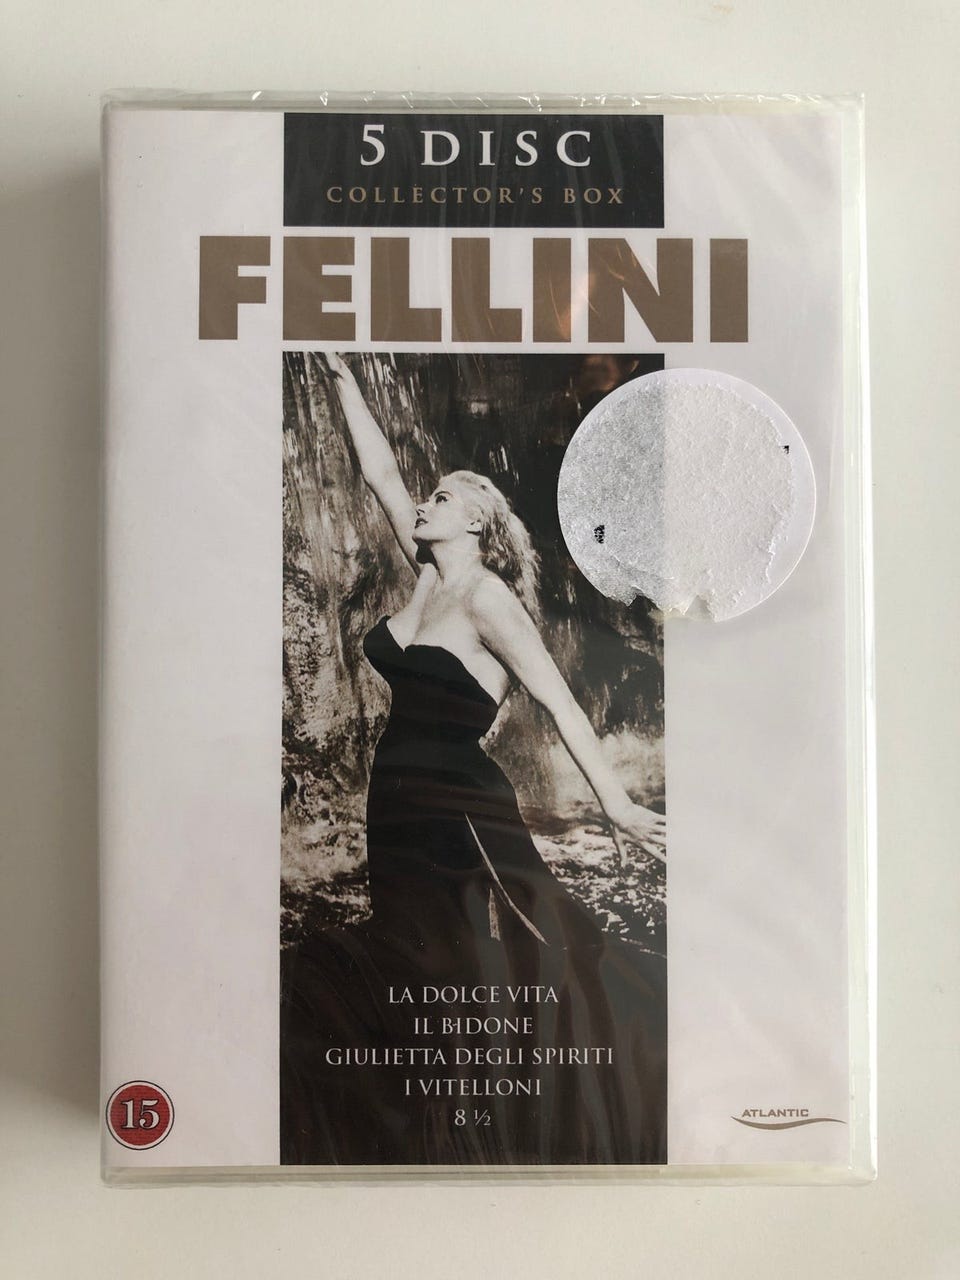 5 DISC
COLLECTOR'S BOX
FELLINI
LA DOLCE VITA
IL BIDONE
GIULIETTA DEGLI SPIRITI
I VITELLONI
8 ½
15
ATLANTIC